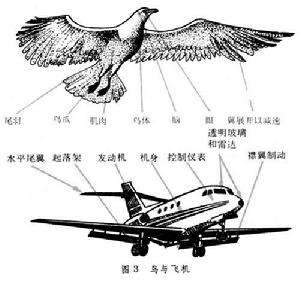 尾翼 鸟爪 肌肉 鸟体 脑 眼 翼展用以减速
透明玻璃
水平尾翼 起落架 发动机 机身 控制仪表 和雷达 襟翼制动
图3 鸟与飞机